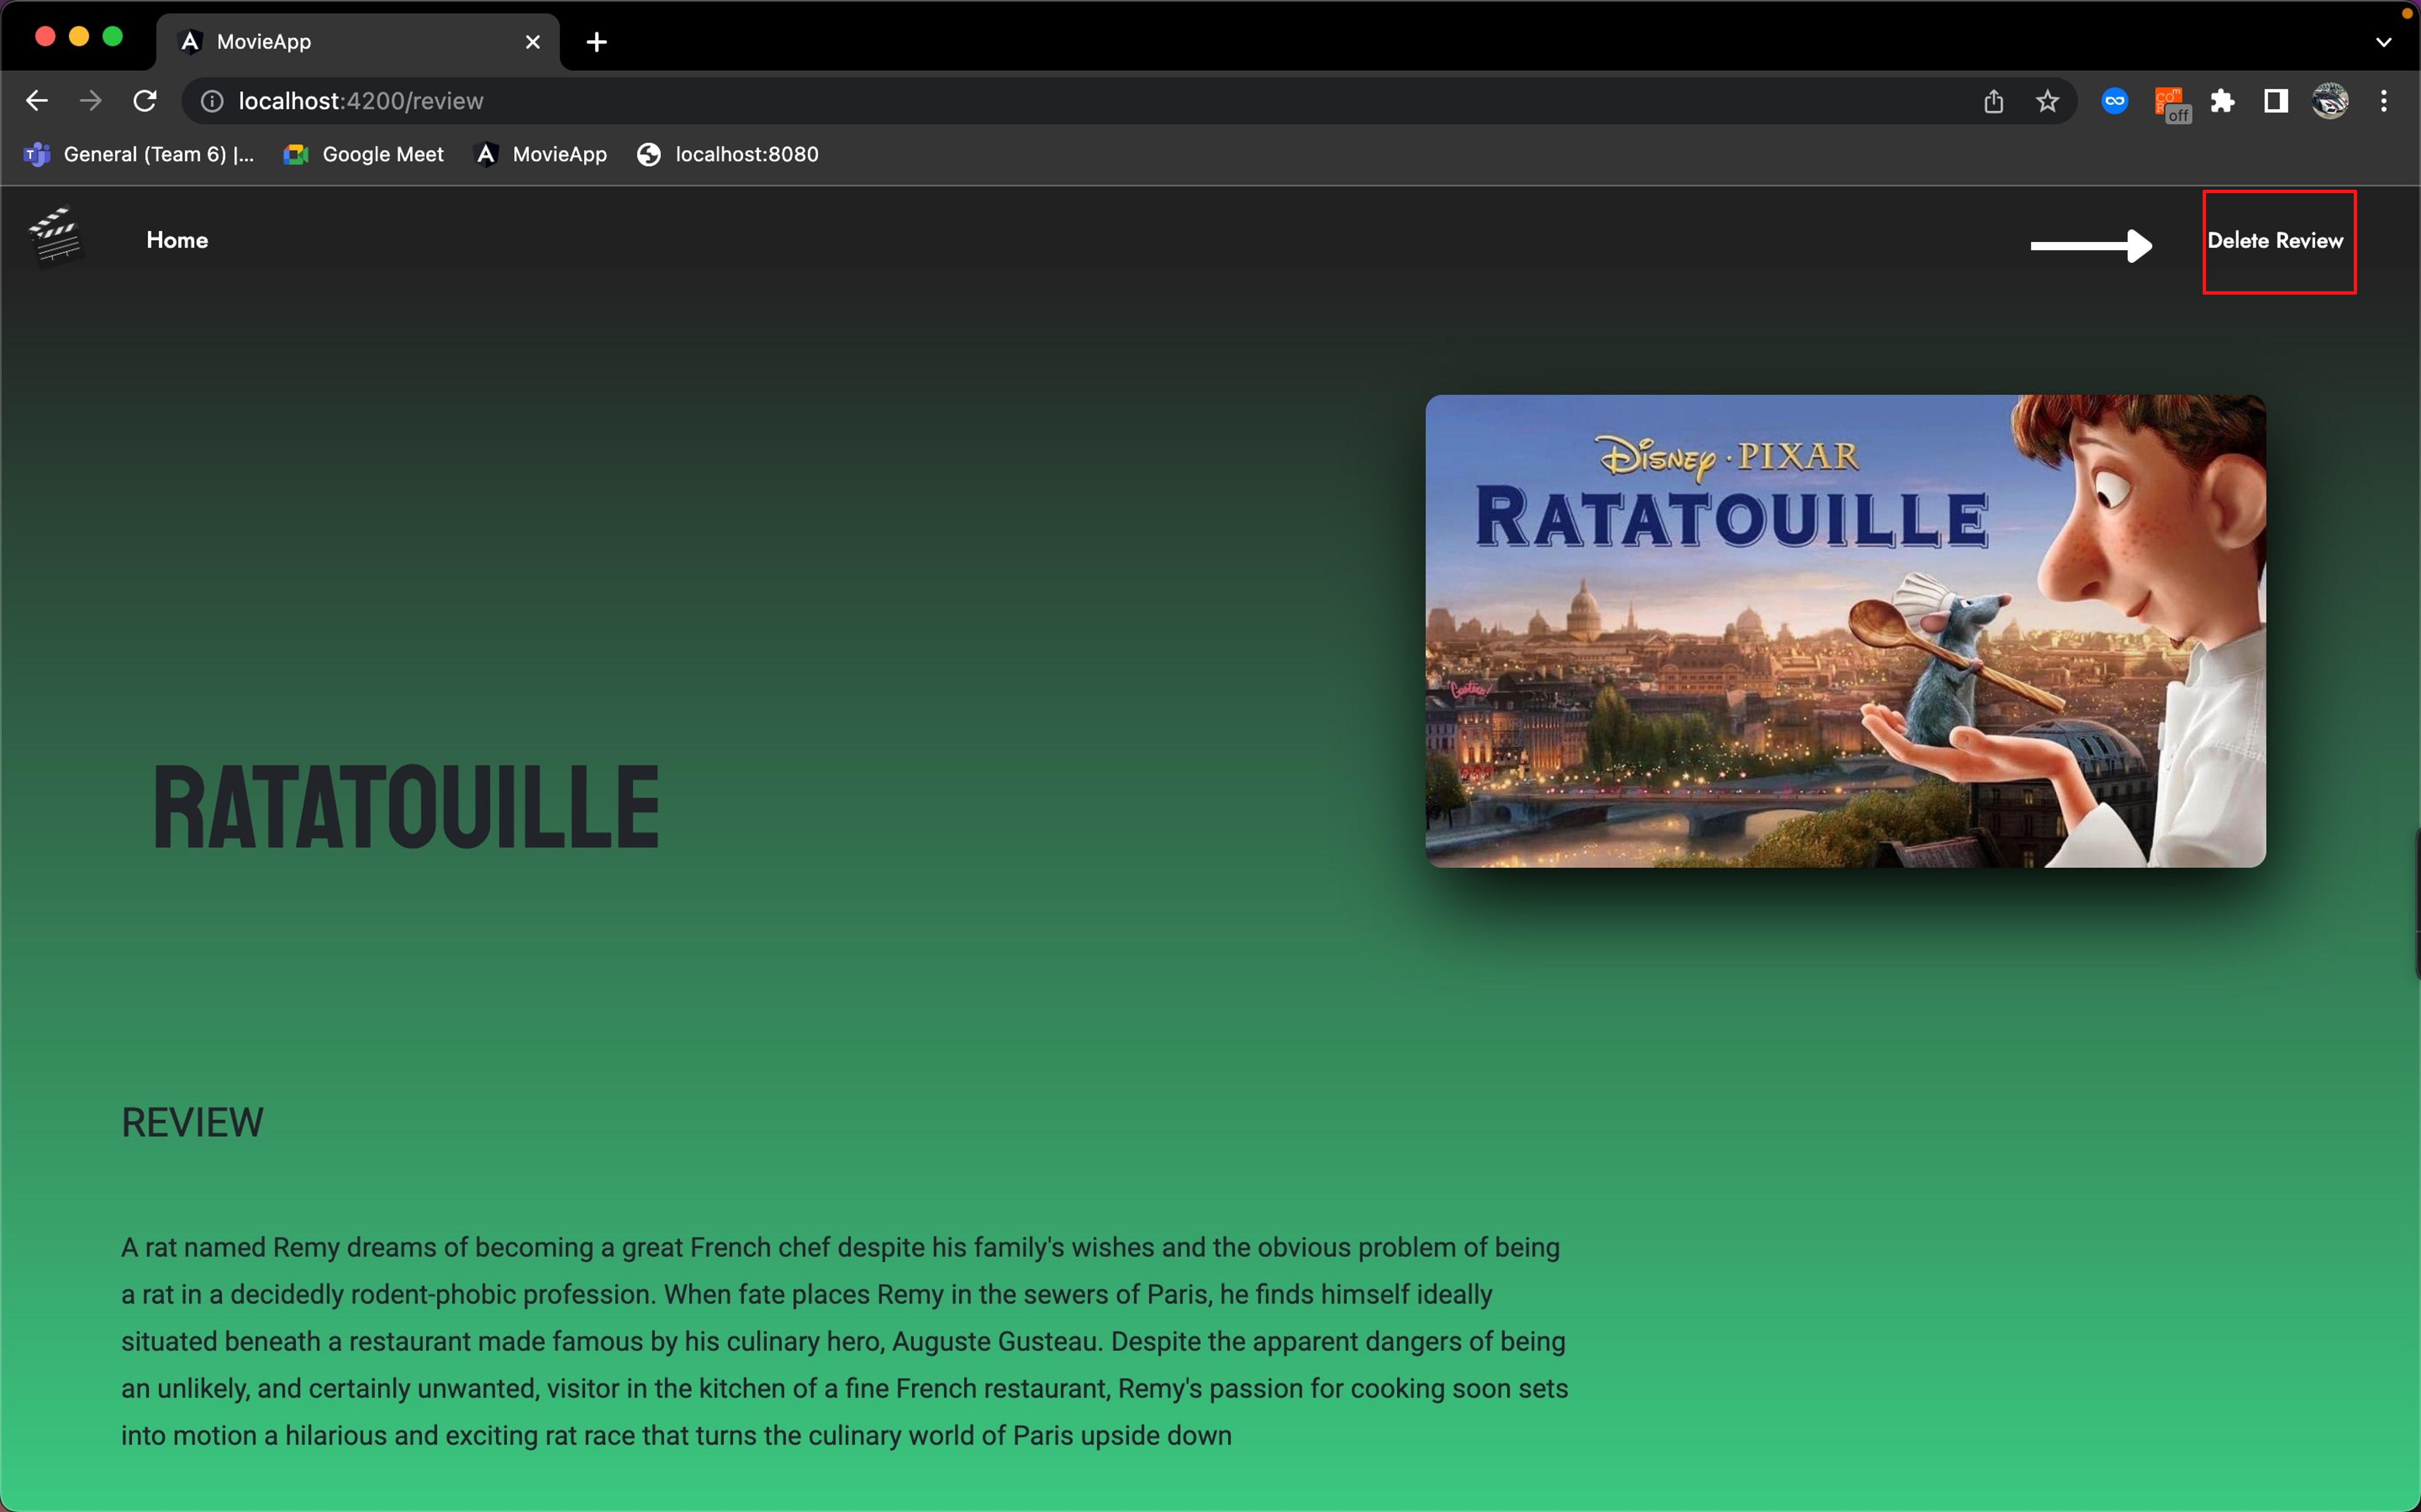 MovieApp
localhost:4200/review
off
General (Team 6) |...
Google Meet
MovieApp
localhost:8080
Home
Delete Review
Disney · PIXAR
RATATOUILLE
Gusteau's
RATATOUILLE
REVIEW
A rat named Remy dreams of becoming a great French chef despite his family's wishes and the obvious problem of being
a rat in a decidedly rodent-phobic profession. When fate places Remy in the sewers of Paris, he finds himself ideally
situated beneath a restaurant made famous by his culinary hero, Auguste Gusteau. Despite the apparent dangers of being
an unlikely, and certainly unwanted, visitor in the kitchen of a fine French restaurant, Remy's passion for cooking soon sets
into motion a hilarious and exciting rat race that turns the culinary world of Paris upside down